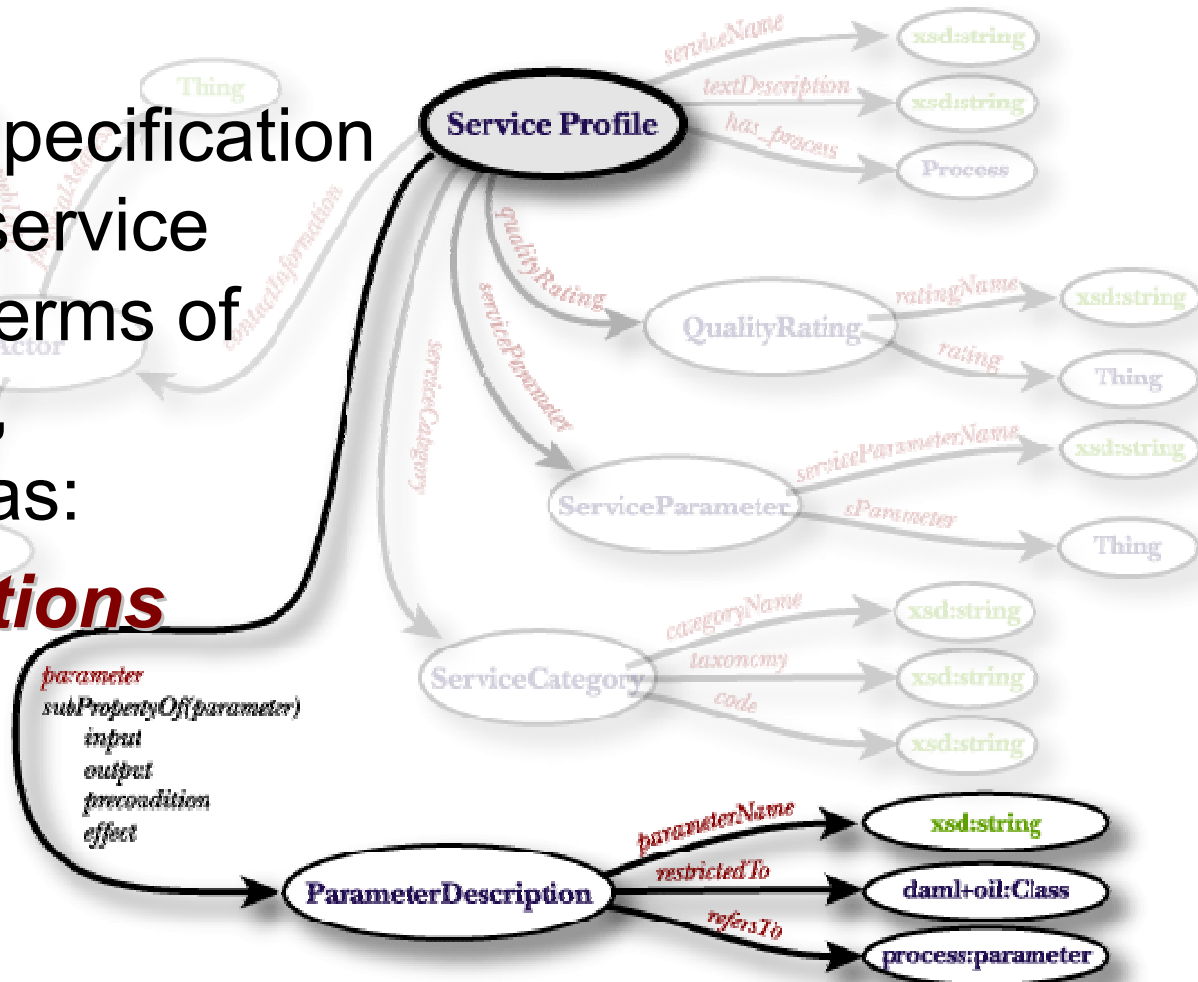 pecification
service
erms of
,
as:
tions
Thing
Actor
contactInformation
Service Profile
serviceName
xsd:string
textDescription
xsd:string
has_process
Process
qualityRating
QualityRating
ratingName
xsd:string
rating
Thing
serviceParameter
ServiceParameter
serviceParameterName
xsd:string
sParameter
Thing
serviceCategory
ServiceCategory
categoryName
xsd:string
taxonomy
xsd:string
code
xsd:string
parameter
subPropertyOf(parameter)
input
output
precondition
effect
ParameterDescription
parameterName
xsd:string
restrictedTo
daml+oil:Class
refersTo
process:parameter